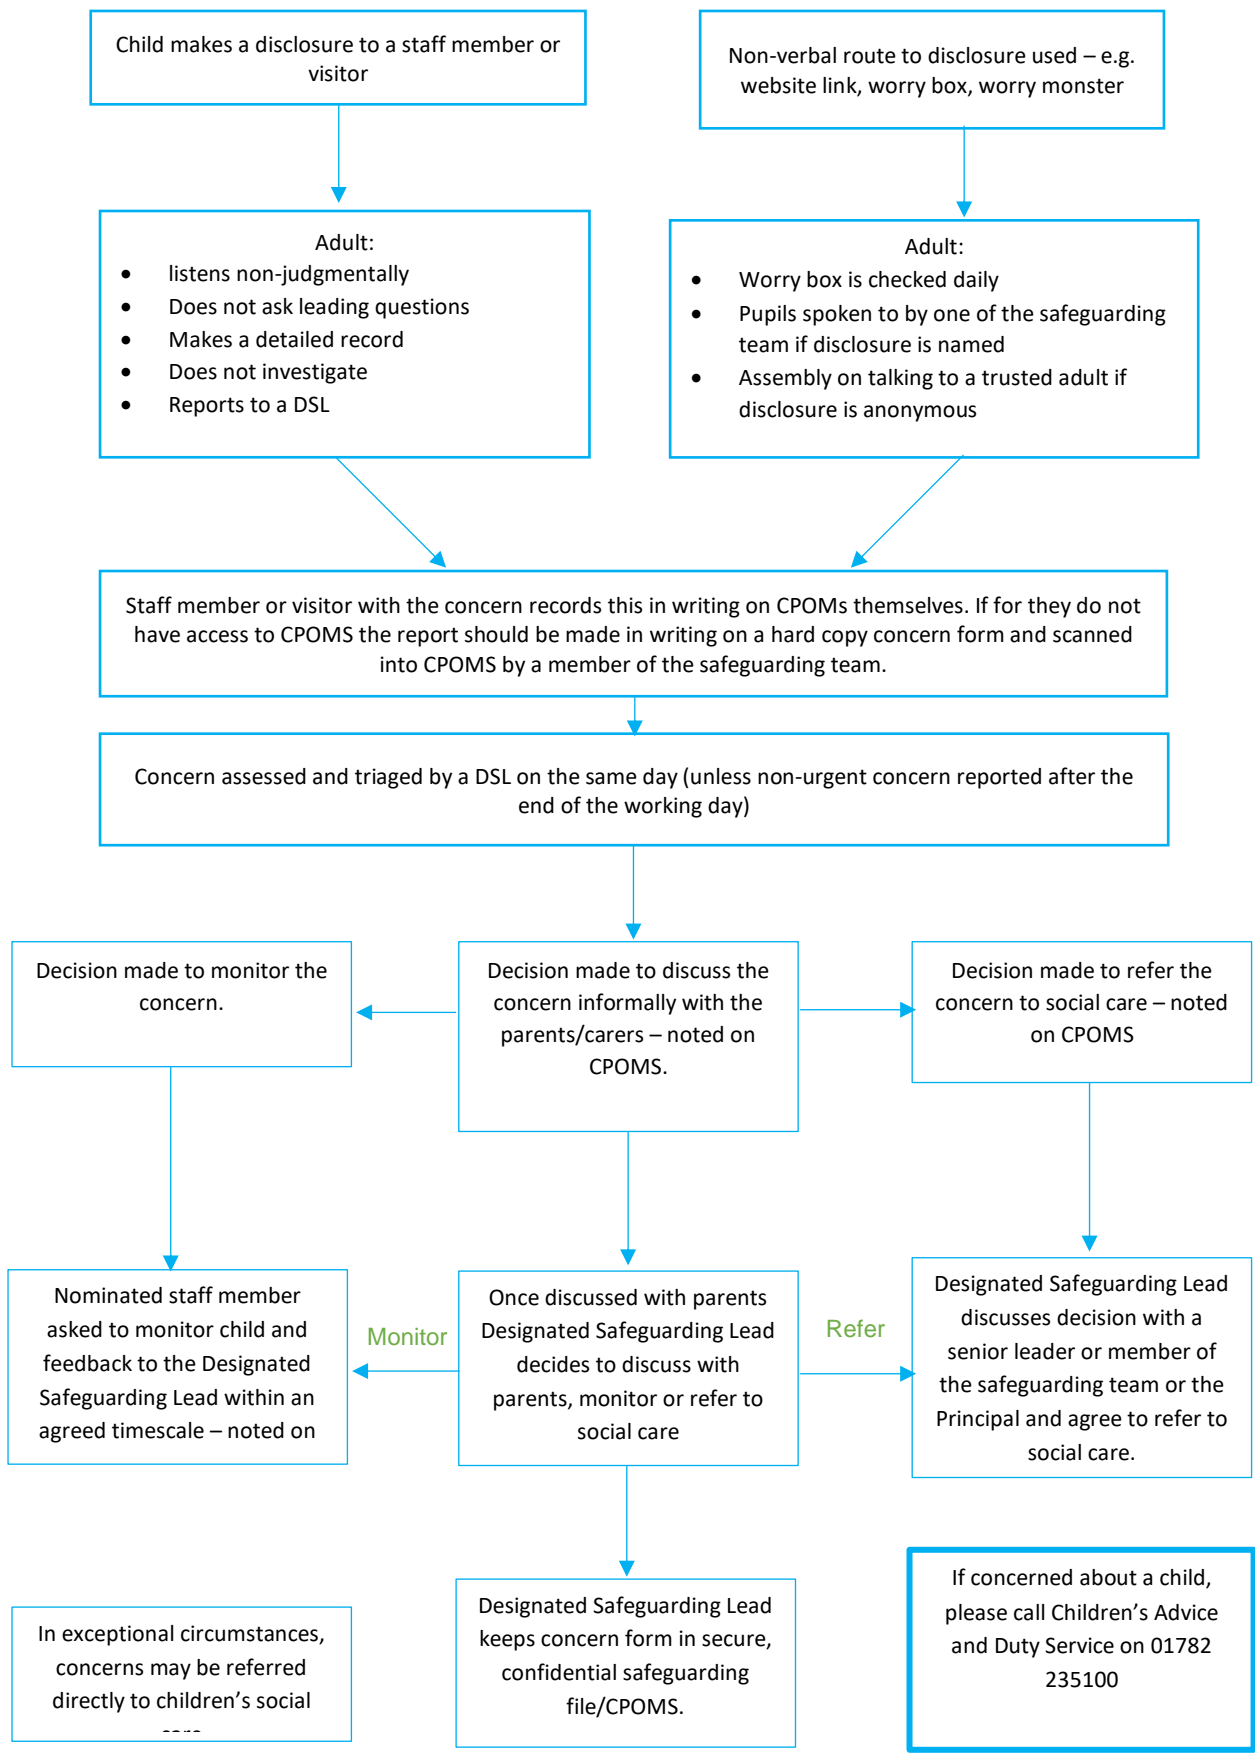 Child makes a disclosure to a staff member or
visitor
Non-verbal route to disclosure used – e.g.
website link, worry box, worry monster
Adult:
• listens non-judgmentally
• Does not ask leading questions
• Makes a detailed record
• Does not investigate
• Reports to a DSL
Adult:
• Worry box is checked daily
• Pupils spoken to by one of the safeguarding
team if disclosure is named
• Assembly on talking to a trusted adult if
disclosure is anonymous
Staff member or visitor with the concern records this in writing on CPOMs themselves. If for they do not
have access to CPOMS the report should be made in writing on a hard copy concern form and scanned
into CPOMS by a member of the safeguarding team.
Concern assessed and triaged by a DSL on the same day (unless non-urgent concern reported after the
end of the working day)
Decision made to monitor the
concern.
Decision made to discuss the
concern informally with the
parents/carers – noted on
CPOMS.
Decision made to refer the
concern to social care – noted
on CPOMS
Nominated staff member
asked to monitor child and
feedback to the Designated
Safeguarding Lead within an
agreed timescale – noted on
Monitor
Once discussed with parents
Designated Safeguarding Lead
decides to discuss with
parents, monitor or refer to
social care
Refer
Designated Safeguarding Lead
discusses decision with a
senior leader or member of
the safeguarding team or the
Principal and agree to refer to
social care.
In exceptional circumstances,
concerns may be referred
directly to children's social
Designated Safeguarding Lead
keeps concern form in secure,
confidential safeguarding
file/CPOMS.
If concerned about a child,
please call Children's Advice
and Duty Service on 01782
235100